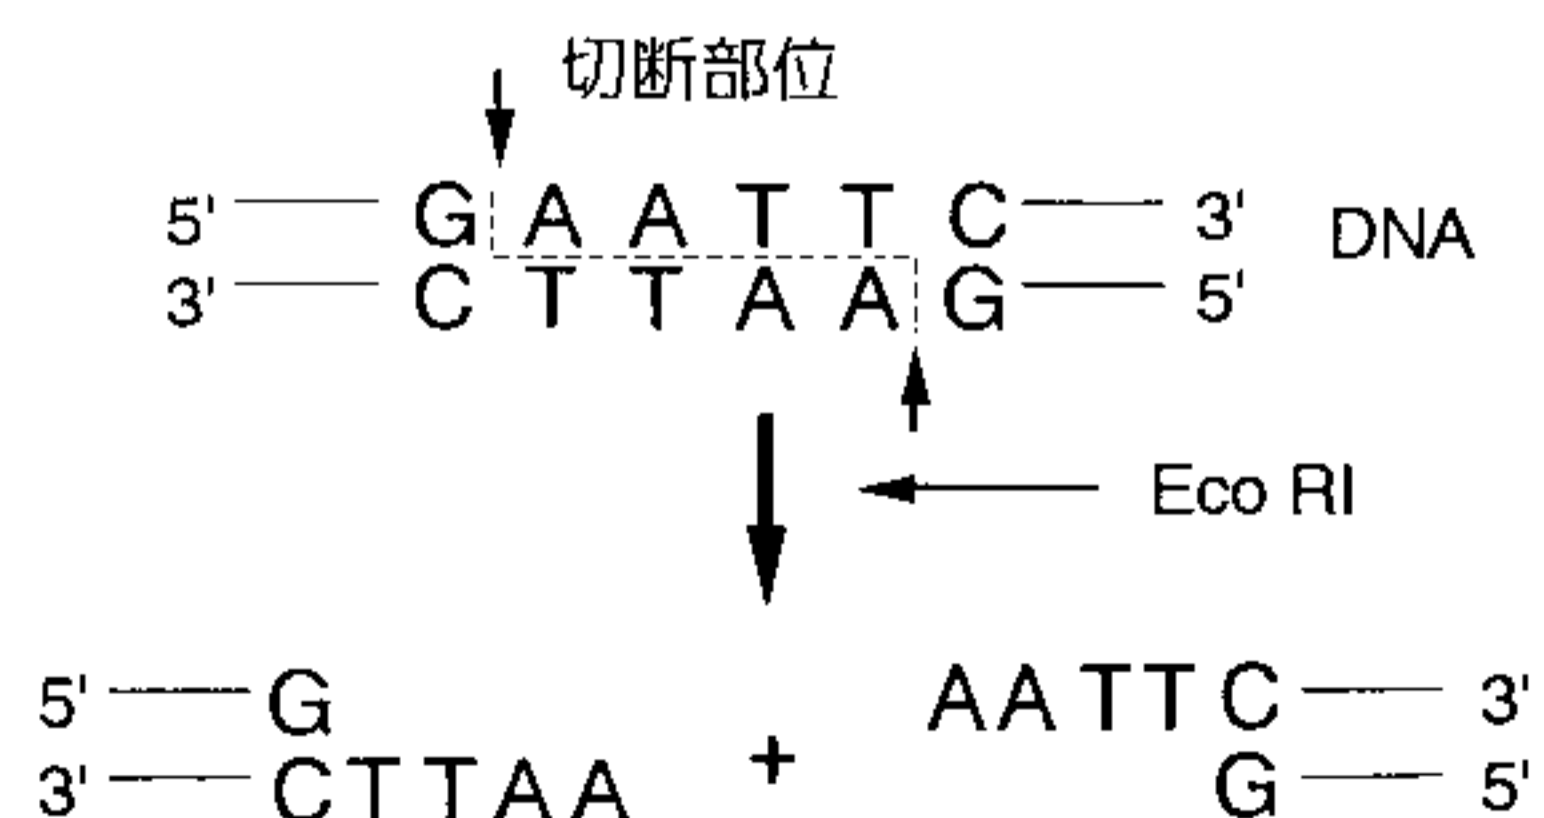 切断部位
5' G A A T T C 3' DNA
3' C T T A A G 5'
Eco RI
5' G AATTC 3'
3' CTTAA + G 5'